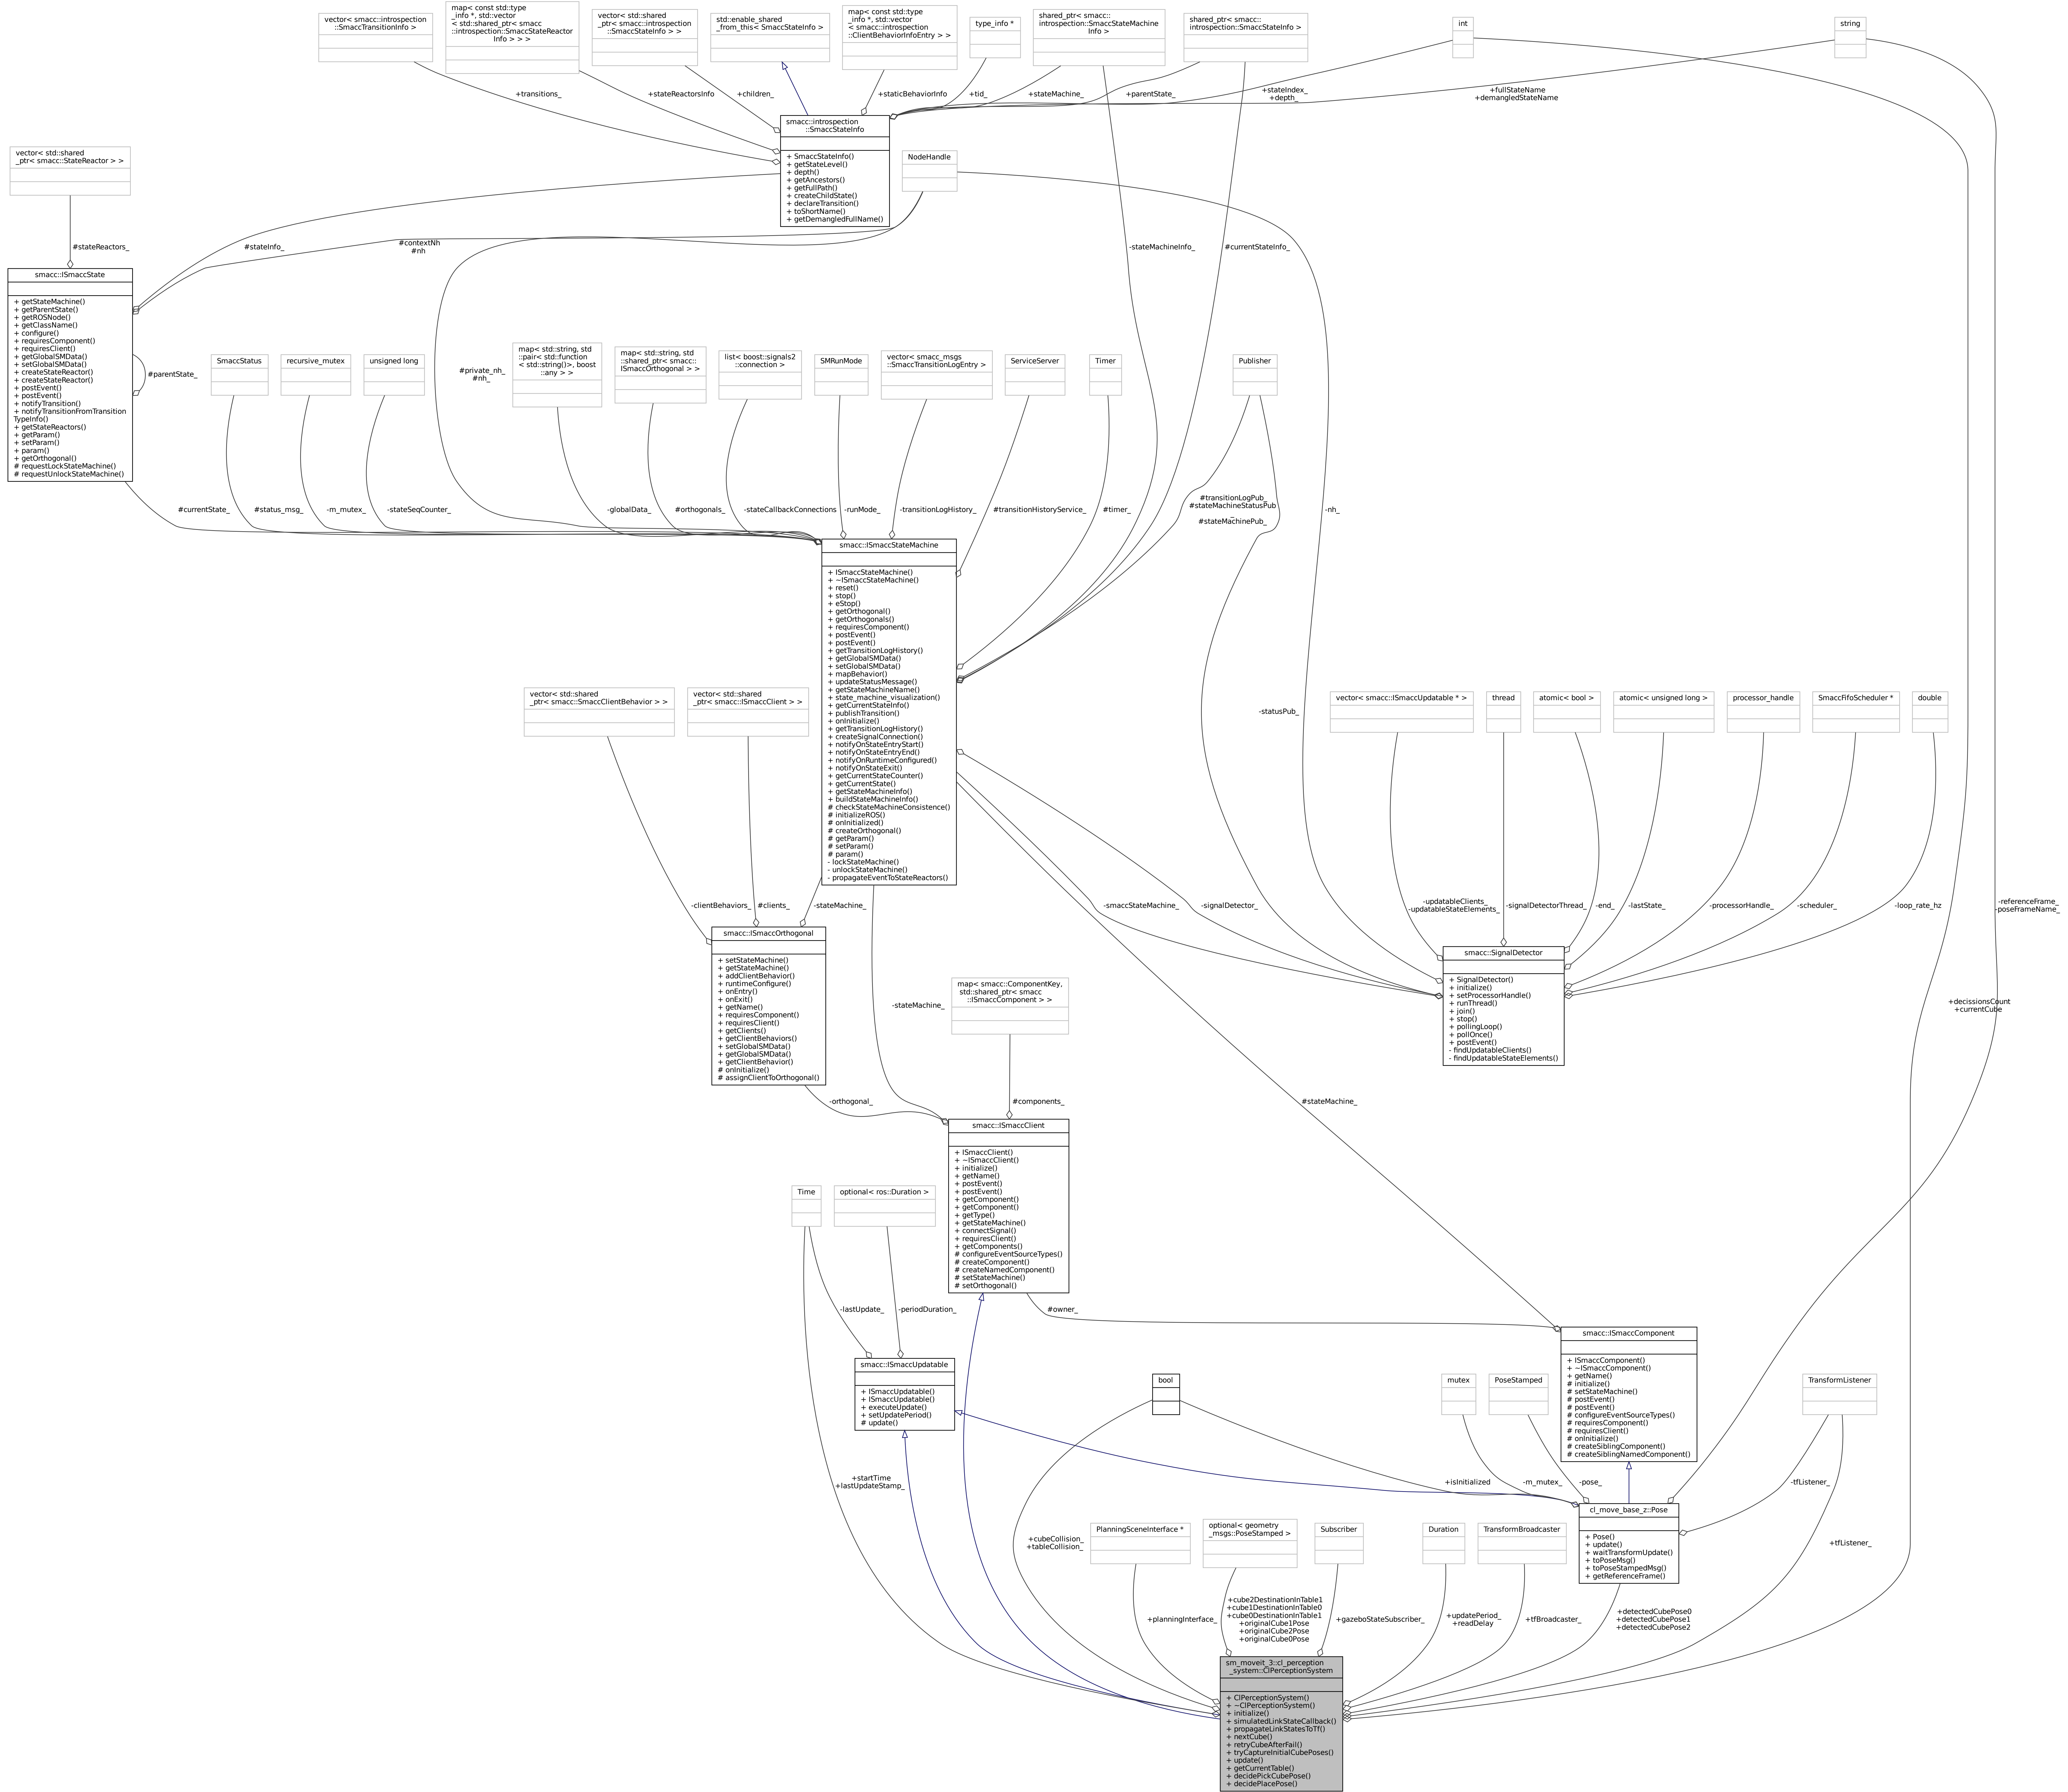 vector< smacc::introspection
::SmaccTransitionInfo >
map< const std::type
_info *, std::vector
< std::shared_ptr< smacc
::introspection::SmaccStateReactor
Info > > >
vector< std::shared
_ptr< smacc::introspection
::SmaccStateInfo > >
std::enable_shared
_from_this< SmaccStateInfo >
map< const std::type
_info *, std::vector
< smacc::introspection
::ClientBehaviorInfoEntry > >
type_info *
shared_ptr< smacc::
introspection::SmaccStateMachine
Info >
shared_ptr< smacc::
introspection::SmaccStateInfo >
int
string
+transitions_
+stateReactorsInfo
+children_
+staticBehaviorInfo
+tid_
+stateMachine_
+parentState_
+stateIndex_
+depth_
+fullStateName
+demangledStateName
smacc::introspection
::SmaccStateInfo
+ SmaccStateInfo()
+ getStateLevel()
+ depth()
+ getAncestors()
+ getFullPath()
+ createChildState()
+ declareTransition()
+ toShortName()
+ getDemangledFullName()
NodeHandle
vector< std::shared
_ptr< smacc::StateReactor > >
#stateReactors_
#stateInfo_
#contextNh
#nh
-stateMachineInfo_
#currentStateInfo_
smacc::ISmaccState
+ getStateMachine()
+ getParentState()
+ getROSNode()
+ getClassName()
+ configure()
+ requiresComponent()
+ requiresClient()
+ getGlobalSMData()
+ setGlobalSMData()
+ createStateReactor()
+ createStateReactor()
+ postEvent()
+ postEvent()
+ notifyTransition()
+ notifyTransitionFromTransition
TypeInfo()
+ getStateReactors()
+ getParam()
+ setParam()
+ param()
+ getOrthogonal()
# requestLockStateMachine()
# requestUnlockStateMachine()
#parentState_
SmaccStatus
recursive_mutex
unsigned long
#private_nh_
#nh_
map< std::string, std
::pair< std::function
< std::string()>, boost
::any > >
map< std::string, std
::shared_ptr< smacc::
ISmaccOrthogonal > >
list< boost::signals2
::connection >
SMRunMode
vector< smacc_msgs
::SmaccTransitionLogEntry >
ServiceServer
Timer
Publisher
#currentState_
#status_msg_
-m_mutex_
-stateSeqCounter_
-globalData_
#orthogonals_
-stateCallbackConnections
-runMode_
-transitionLogHistory_
#transitionHistoryService_
#timer_
#transitionLogPub_
#stateMachineStatusPub
_
#stateMachinePub_
-nh_
smacc::ISmaccStateMachine
+ ISmaccStateMachine()
+ ~ISmaccStateMachine()
+ reset()
+ stop()
+ eStop()
+ getOrthogonal()
+ getOrthogonals()
+ requiresComponent()
+ postEvent()
+ postEvent()
+ getTransitionLogHistory()
+ getGlobalSMData()
+ setGlobalSMData()
+ mapBehavior()
+ updateStatusMessage()
+ getStateMachineName()
+ state_machine_visualization()
+ getCurrentStateInfo()
+ publishTransition()
+ onInitialize()
+ getTransitionLogHistory()
+ createSignalConnection()
+ notifyOnStateEntryStart()
+ notifyOnStateEntryEnd()
+ notifyOnRuntimeConfigured()
+ notifyOnStateExit()
+ getCurrentStateCounter()
+ getCurrentState()
+ getStateMachineInfo()
+ buildStateMachineInfo()
# checkStateMachineConsistence()
# initializeROS()
# onInitialized()
# createOrthogonal()
# getParam()
# setParam()
# param()
- lockStateMachine()
- unlockStateMachine()
- propagateEventToStateReactors()
vector< std::shared
_ptr< smacc::SmaccClientBehavior > >
vector< std::shared
_ptr< smacc::ISmaccClient > >
-statusPub_
vector< smacc::ISmaccUpdatable * >
thread
atomic< bool >
atomic< unsigned long >
processor_handle
SmaccFifoScheduler *
double
-clientBehaviors_
#clients_
-stateMachine_
-smaccStateMachine_
-signalDetector_
-updatableClients_
-updatableStateElements_
-signalDetectorThread_
-end_
-lastState_
-processorHandle_
-scheduler_
-loop_rate_hz
-referenceFrame_
-poseFrameName_
smacc::ISmaccOrthogonal
+ setStateMachine()
+ getStateMachine()
+ addClientBehavior()
+ runtimeConfigure()
+ onEntry()
+ onExit()
+ getName()
+ requiresComponent()
+ requiresClient()
+ getClients()
+ getClientBehaviors()
+ setGlobalSMData()
+ getGlobalSMData()
+ getClientBehavior()
# onInitialize()
# assignClientToOrthogonal()
smacc::SignalDetector
+ SignalDetector()
+ initialize()
+ setProcessorHandle()
+ runThread()
+ join()
+ stop()
+ pollingLoop()
+ pollOnce()
+ postEvent()
- findUpdatableClients()
- findUpdatableStateElements()
-stateMachine_
map< smacc::ComponentKey,
std::shared_ptr< smacc
::ISmaccComponent > >
+decissionsCount
+currentCube
-orthogonal_
#components_
#stateMachine_
smacc::ISmaccClient
+ ISmaccClient()
+ ~ISmaccClient()
+ initialize()
+ getName()
+ postEvent()
+ postEvent()
+ getComponent()
+ getComponent()
+ getType()
+ getStateMachine()
+ connectSignal()
+ requiresClient()
+ getComponents()
# configureEventSourceTypes()
# createComponent()
# createNamedComponent()
# setStateMachine()
# setOrthogonal()
Time
optional< ros::Duration >
-lastUpdate_
-periodDuration_
#owner_
smacc::ISmaccComponent
+ ISmaccComponent()
+ ~ISmaccComponent()
+ getName()
# initialize()
# setStateMachine()
# postEvent()
# postEvent()
# configureEventSourceTypes()
# requiresComponent()
# requiresClient()
# onInitialize()
# createSiblingComponent()
# createSiblingNamedComponent()
smacc::ISmaccUpdatable
+ ISmaccUpdatable()
+ ISmaccUpdatable()
+ executeUpdate()
+ setUpdatePeriod()
# update()
bool
mutex
PoseStamped
TransformListener
+startTime
+lastUpdateStamp_
+isInitialized
-m_mutex_
-pose_
-tfListener_
cl_move_base_z::Pose
+ Pose()
+ update()
+ waitTransformUpdate()
+ toPoseMsg()
+ toPoseStampedMsg()
+ getReferenceFrame()
+cubeCollision_
+tableCollision_
PlanningSceneInterface *
optional< geometry
_msgs::PoseStamped >
Subscriber
Duration
TransformBroadcaster
+tfListener_
+planningInterface_
+cube2DestinationInTable1
+cube1DestinationInTable0
+cube0DestinationInTable1
+originalCube1Pose
+originalCube2Pose
+originalCube0Pose
+gazeboStateSubscriber_
+updatePeriod_
+readDelay
+tfBroadcaster_
+detectedCubePose0
+detectedCubePose1
+detectedCubePose2
sm_moveit_3::cl_perception
_system::ClPerceptionSystem
+ ClPerceptionSystem()
+ ~ClPerceptionSystem()
+ initialize()
+ simulatedLinkStateCallback()
+ propagateLinkStatesToTf()
+ nextCube()
+ retryCubeAfterFail()
+ tryCaptureInitialCubePoses()
+ update()
+ getCurrentTable()
+ decidePickCubePose()
+ decidePlacePose()